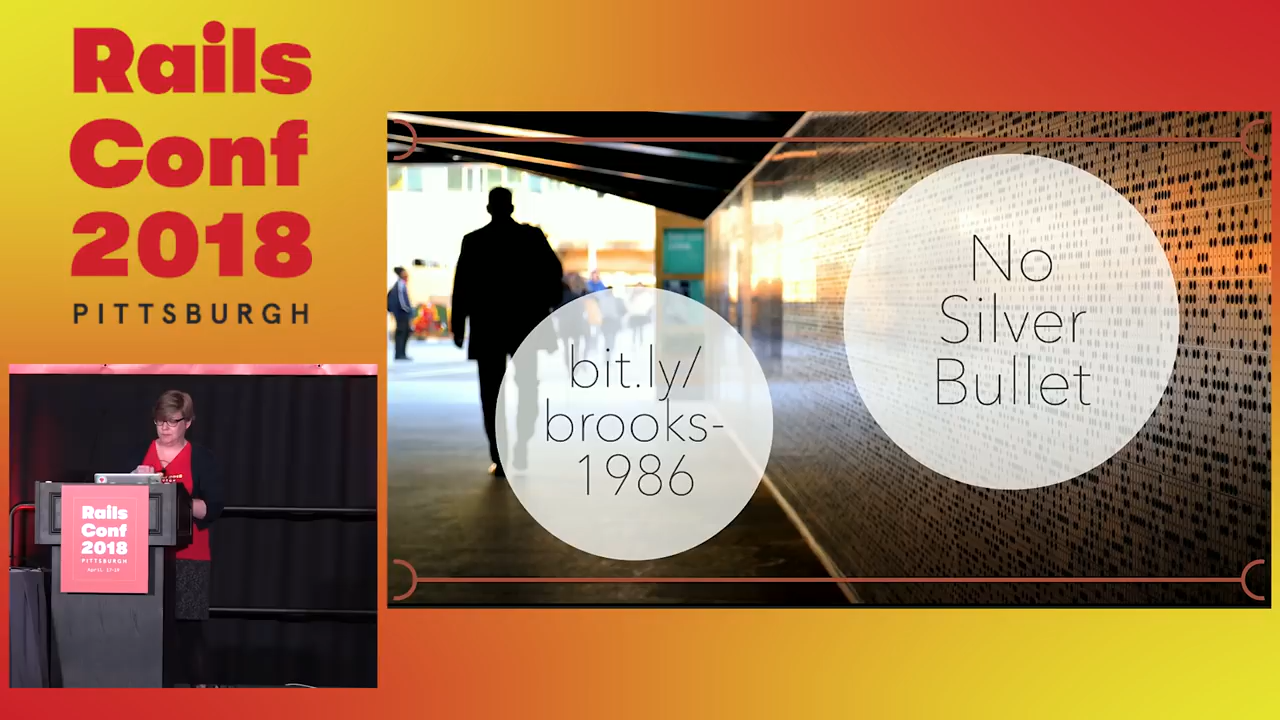 Rails
Conf
2018
PITTSBURGH
bit.ly/
brooks-
1986
No
Silver
Bullet
Rails
Conf
2018
PITTSBURGH